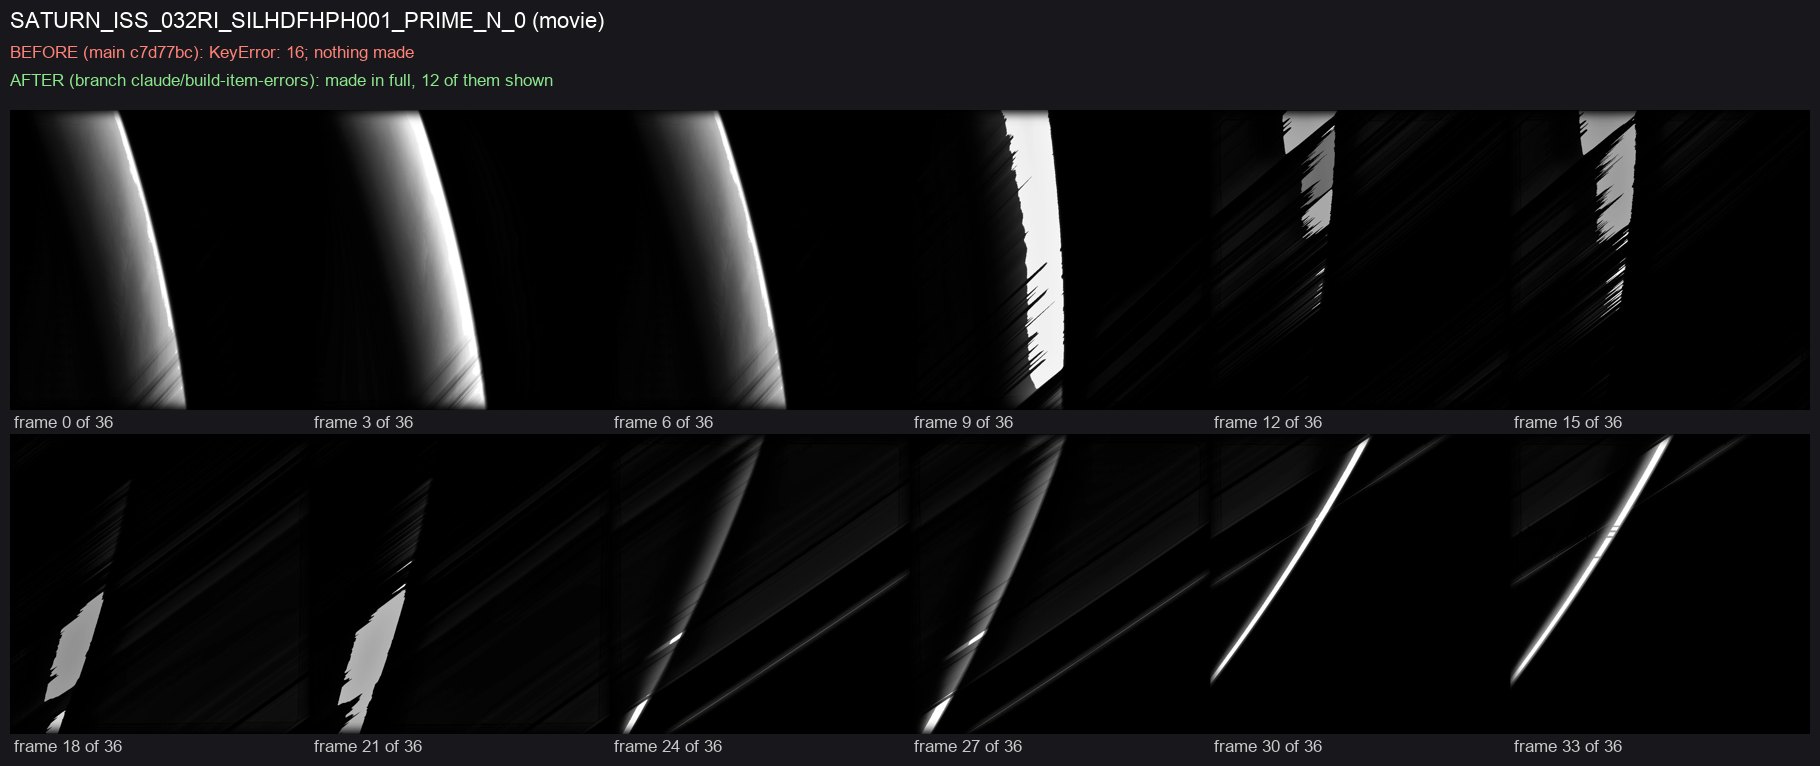 SATURN_ISS_032RI_SILHDFHPH001_PRIME_N_0 (movie)
BEFORE (main c7d77bc): KeyError: 16; nothing made
AFTER (branch claude/build-item-errors): made in full, 12 of them shown
frame 0 of 36
frame 3 of 36
frame 6 of 36
frame 9 of 36
frame 12 of 36
frame 15 of 36
frame 18 of 36
frame 21 of 36
frame 24 of 36
frame 27 of 36
frame 30 of 36
frame 33 of 36